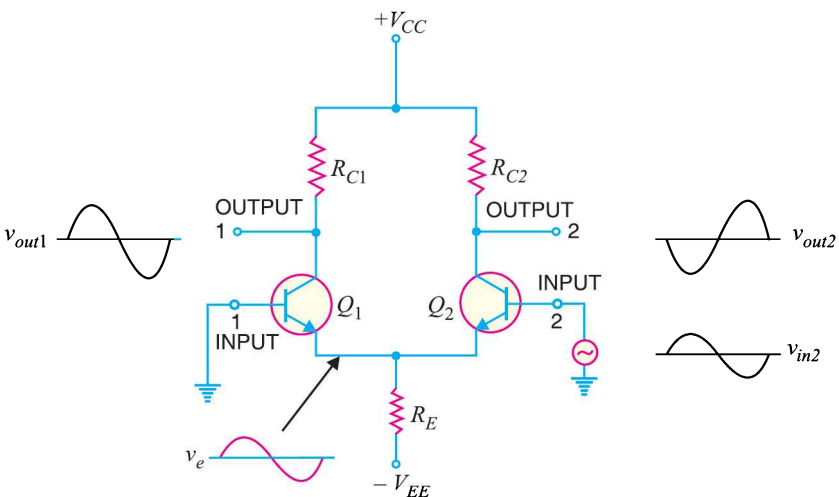 +V_CC
R_C1
R_C2
OUTPUT
1
OUTPUT
2
v_out1
v_out2
INPUT
2
Q_1
Q_2
1
INPUT
~
v_in2
R_E
v_e
– V_EE